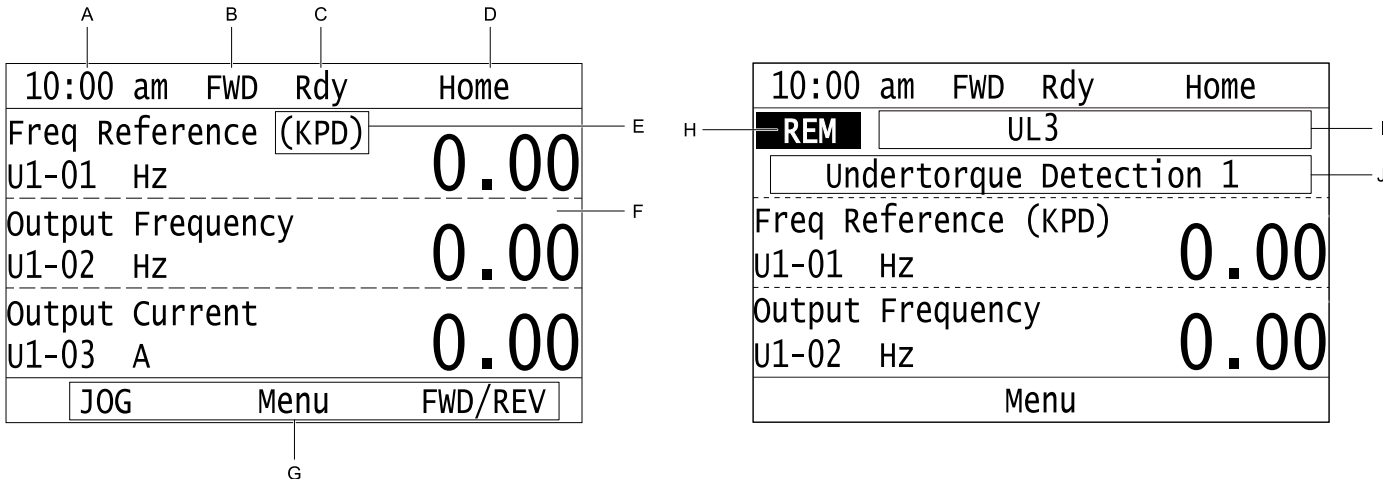 A B C D
10:00 am FWD Rdy Home
Freq Reference (KPD) E
U1-01 Hz 0.00
F
Output Frequency
U1-02 Hz 0.00
Output Current
U1-03 A 0.00
JOG Menu FWD/REV
G
10:00 am FWD Rdy Home
H REM UL3
Undertorque Detection 1
Freq Reference (KPD)
U1-01 Hz 0.00
Output Frequency
U1-02 Hz 0.00
Menu